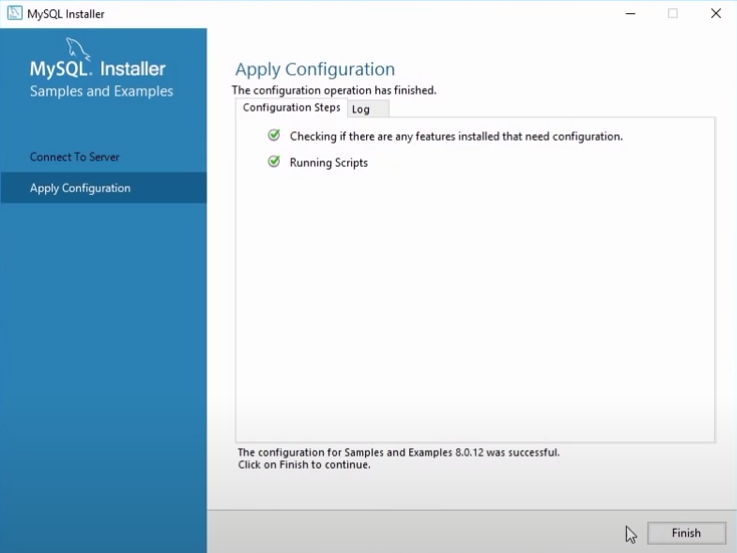 MySQL Installer
MySQL. Installer
Samples and Examples
Connect To Server
Apply Configuration
Apply Configuration
The configuration operation has finished.
Configuration Steps
Log
Checking if there are any features installed that need configuration.
Running Scripts
The configuration for Samples and Examples 8.0.12 was successful.
Click on Finish to continue.
Finish